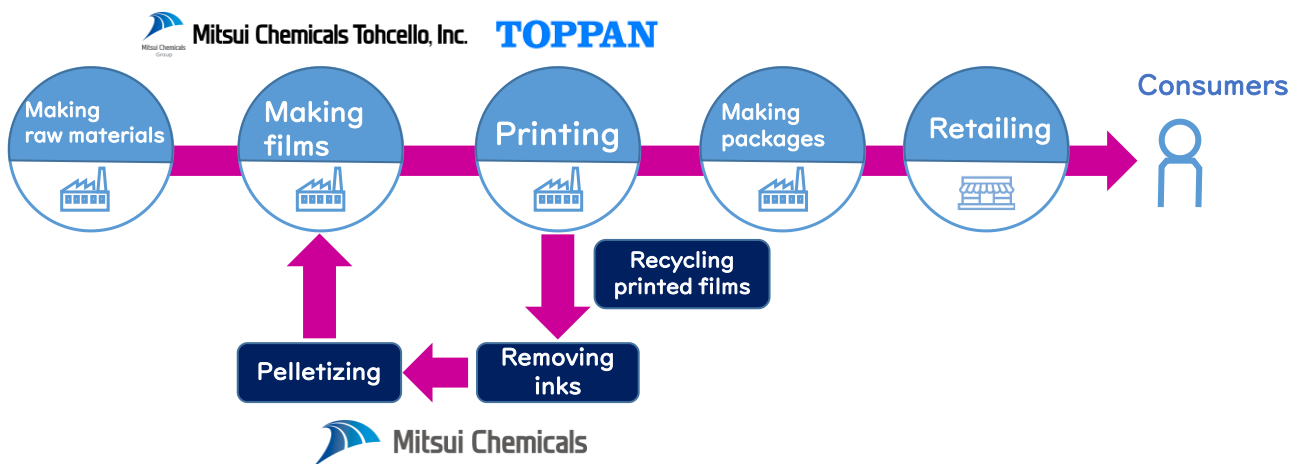 Mitsui Chemicals
Group
Mitsui Chemicals Tohcello, Inc.
TOPPAN
Making
raw materials
Making
films
Printing
Making
packages
Retailing
Consumers
Recycling
printed films
Pelletizing
Removing
inks
Mitsui Chemicals